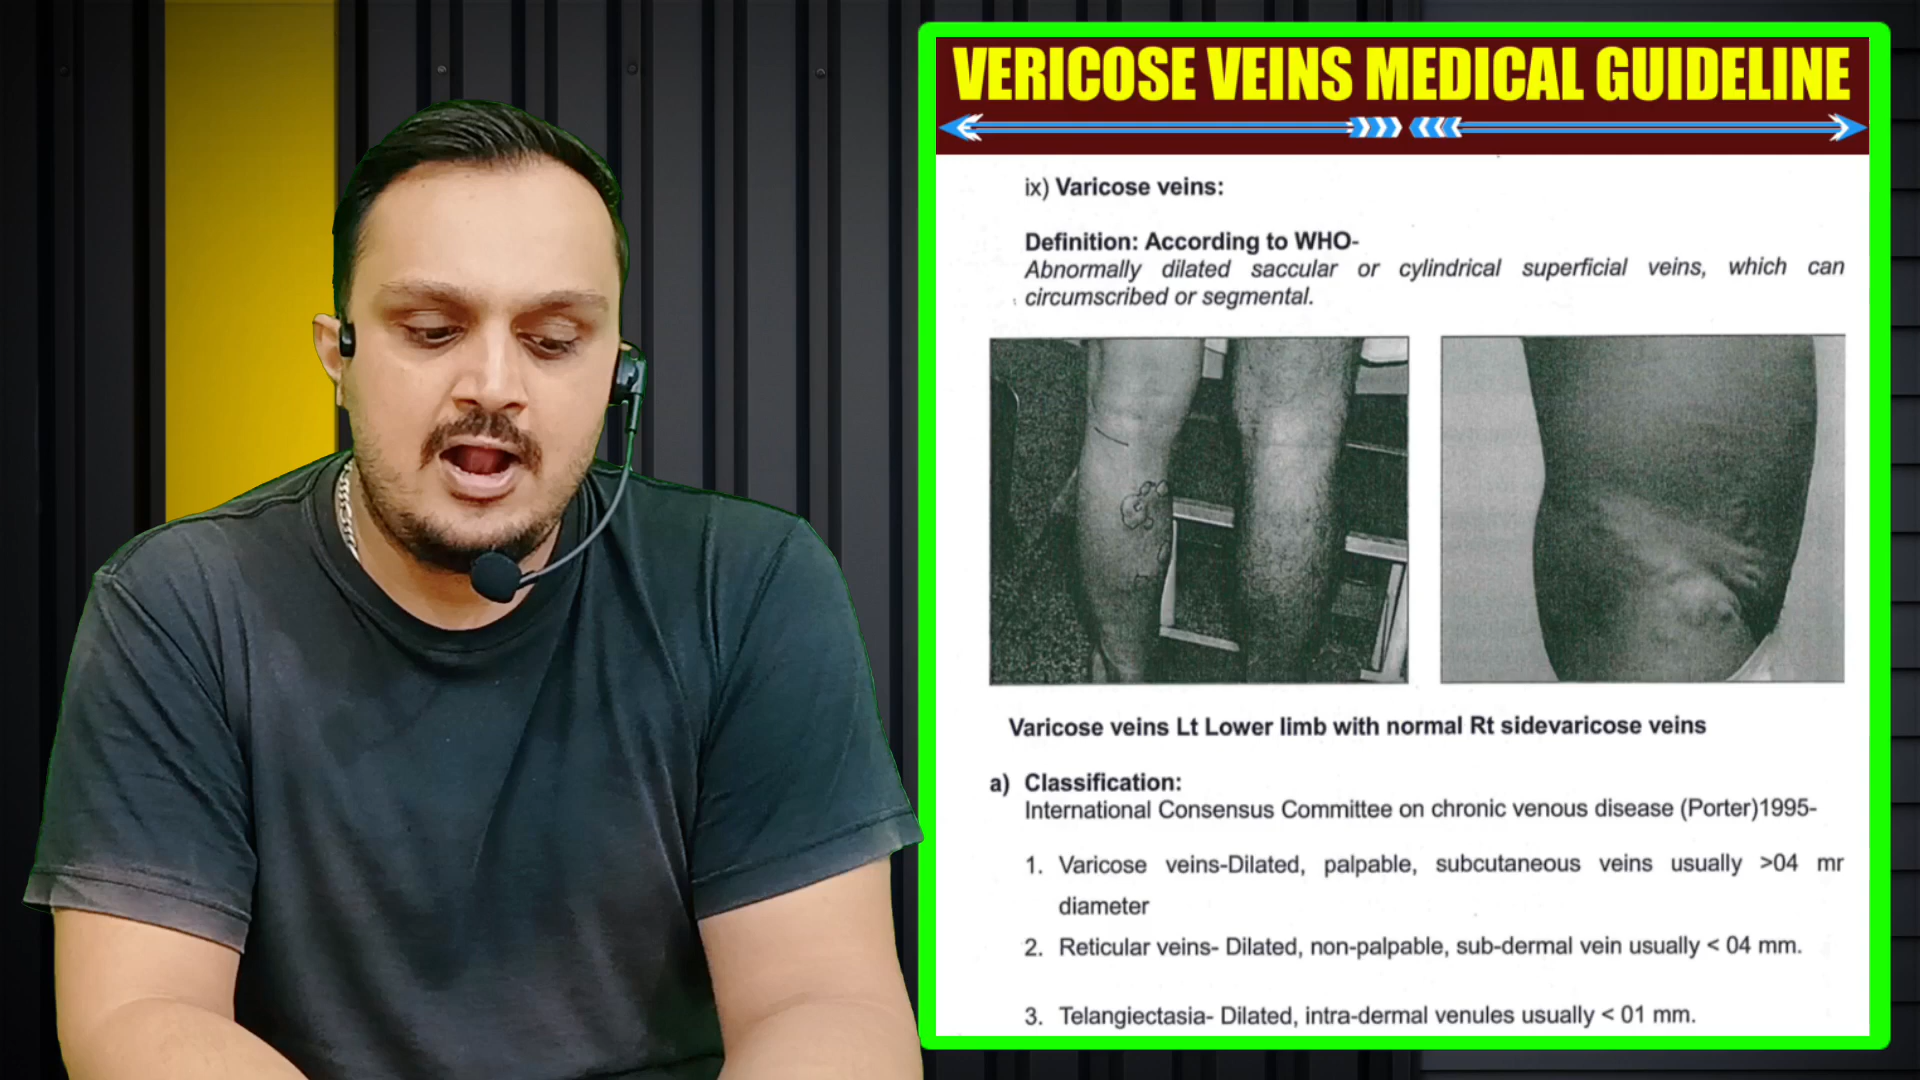 VERICOSE VEINS MEDICAL GUIDELINE
ix) Varicose veins:
Definition: According to WHO-
Abnormally dilated saccular or cylindrical superficial veins, which can
circumscribed or segmental.
Varicose veins Lt Lower limb with normal Rt sidevaricose veins
a) Classification:
International Consensus Committee on chronic venous disease (Porter)1995-
1. Varicose veins-Dilated, palpable, subcutaneous veins usually >04 mr
diameter
2. Reticular veins- Dilated, non-palpable, sub-dermal vein usually < 04 mm.
3. Telangiectasia- Dilated, intra-dermal venules usually < 01 mm.